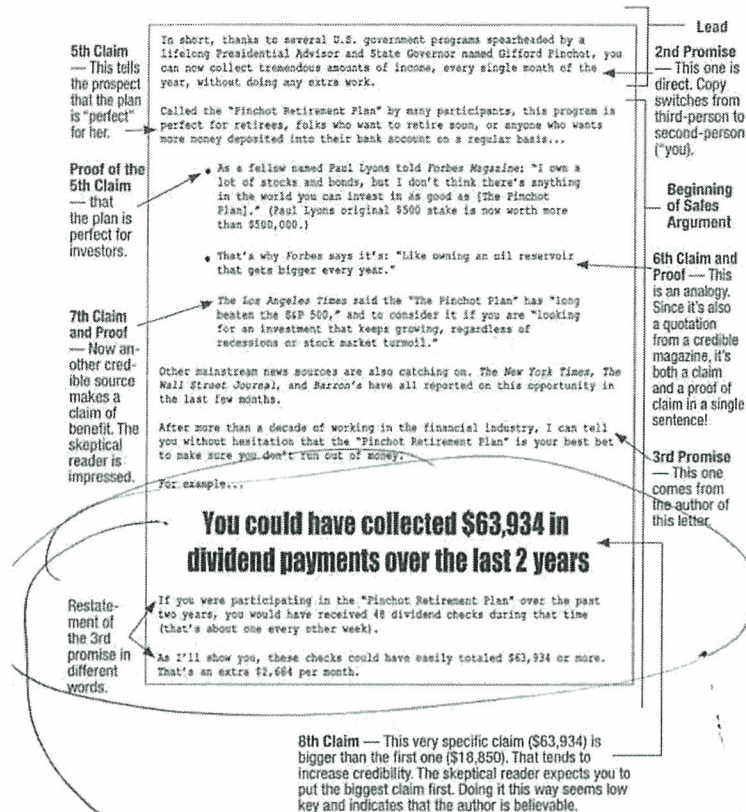 Lead
In short, thanks to several U.S. government programs spearheaded by a
lifelong Presidential Advisor and State Governor named Gifford Pinchot, you
can now collect tremendous amounts of income, every single month of the
year, without doing any extra work.
5th Claim
— This tells
the prospect
that the plan
is "perfect"
for her.
2nd Promise
— This one is
direct. Copy
switches from
third-person to
second-person
("you).
Called the "Pinchot Retirement Plan" by many participants, this program is
perfect for retirees, folks who want to retire soon, or anyone who wants
more money deposited into their bank account on a regular basis...
Proof of the
5th Claim
— that
the plan is
perfect for
investors.
Beginning
of Sales
Argument
• As a fellow named Paul Lyons told Forbes Magazine: "I own a
lot of stocks and bonds, but I don't think there's anything
in the world you can invest in as good as [The Pinchot
Plan]." (Paul Lyons original $500 stake is now worth more
than $500,000.)
• That's why Forbes says it's: "Like owning an oil reservoir
that gets bigger every year."
6th Claim and
Proof — This
is an analogy.
Since it's also
a quotation
from a credible
magazine, it's
both a claim
and a proof of
claim in a single
sentence!
7th Claim
and Proof
— Now an-
other cred-
ible source
makes a
claim of
benefit. The
skeptical
reader is
impressed.
The Los Angeles Times said the "The Pinchot Plan" has "long
beaten the S&P 500," and to consider it if you are "looking
for an investment that keeps growing, regardless of
recessions or stock market turmoil."
Other mainstream news sources are also catching on. The New York Times, The
Wall Street Journal, and Barron's have all reported on this opportunity in
the last few months.
After more than a decade of working in the financial industry, I can tell
you without hesitation that the "Pinchot Retirement Plan" is your best bet
to make sure you don't run out of money.
3rd Promise
— This one
comes from
the author of
this letter.
For example...
You could have collected $63,934 in
dividend payments over the last 2 years
Restate-
ment of
the 3rd
promise in
different
words.
If you were participating in the "Pinchot Retirement Plan" over the past
two years, you would have received 48 dividend checks during that time
(that's about one every other week).
As I'll show you, these checks could have easily totaled $63,934 or more.
That's an extra $2,664 per month.
8th Claim — This very specific claim ($63,934) is
bigger than the first one ($18,850). That tends to
increase credibility. The skeptical reader expects you to
put the biggest claim first. Doing it this way seems low
key and indicates that the author is believable.